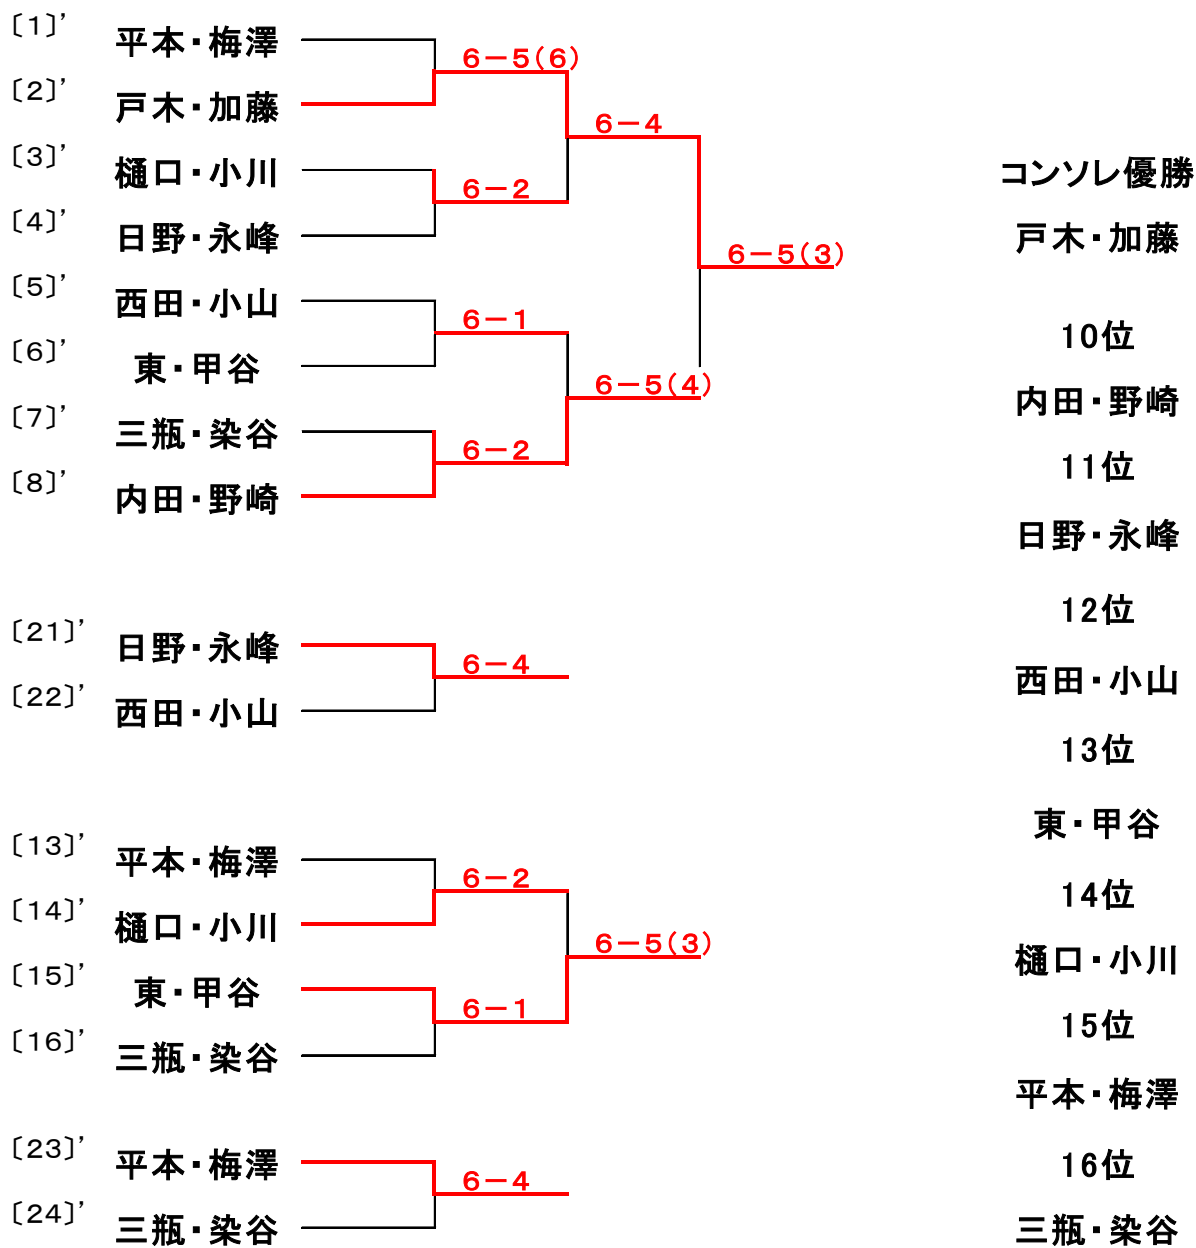 〔1〕’ 平本・梅澤
6－5（6）
〔2〕’ 戸木・加藤
6－4
〔3〕’ 樋口・小川
コンソレ優勝
6－2
〔4〕’ 日野・永峰
戸木・加藤
6－5（3）
〔5〕’ 西田・小山
6－1
10位
〔6〕’ 東・甲谷
6－5（4）
内田・野崎
〔7〕’ 三瓶・染谷
6－2
11位
〔8〕’ 内田・野崎
日野・永峰
12位
〔21〕’ 日野・永峰
6－4
西田・小山
〔22〕’ 西田・小山
13位
東・甲谷
〔13〕’ 平本・梅澤
6－2
14位
〔14〕’ 樋口・小川
6－5（3）
樋口・小川
〔15〕’ 東・甲谷
6－1
15位
〔16〕’ 三瓶・染谷
平本・梅澤
〔23〕’ 平本・梅澤
6－4
16位
〔24〕’ 三瓶・染谷
三瓶・染谷